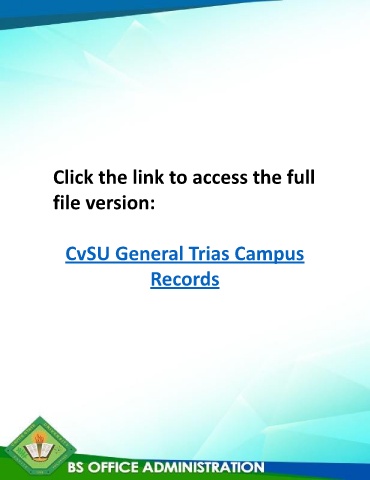 Click the link to access the full
file version:
CvSU General Trias Campus
Records
BS OFFICE ADMINISTRATION